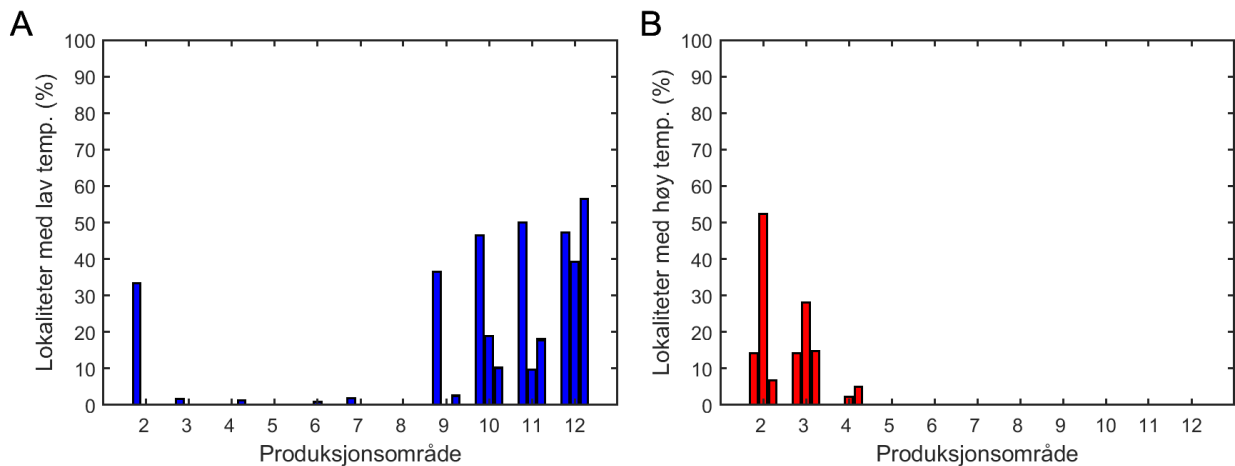 A
Lokaliteter med lav temp. (%)
100
90
80
70
60
50
40
30
20
10
0
2 3 4 5 6 7 8 9 10 11 12
Produksjonsområde
B
Lokaliteter med høy temp. (%)
100
90
80
70
60
50
40
30
20
10
0
2 3 4 5 6 7 8 9 10 11 12
Produksjonsområde